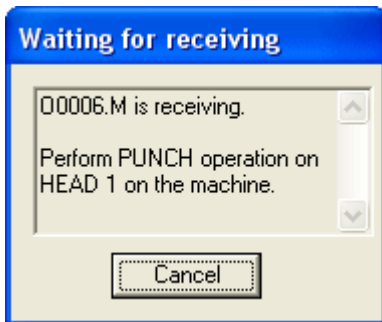 Waiting for receiving
O0006.M is receiving.
Perform PUNCH operation on
HEAD 1 on the machine.
Cancel